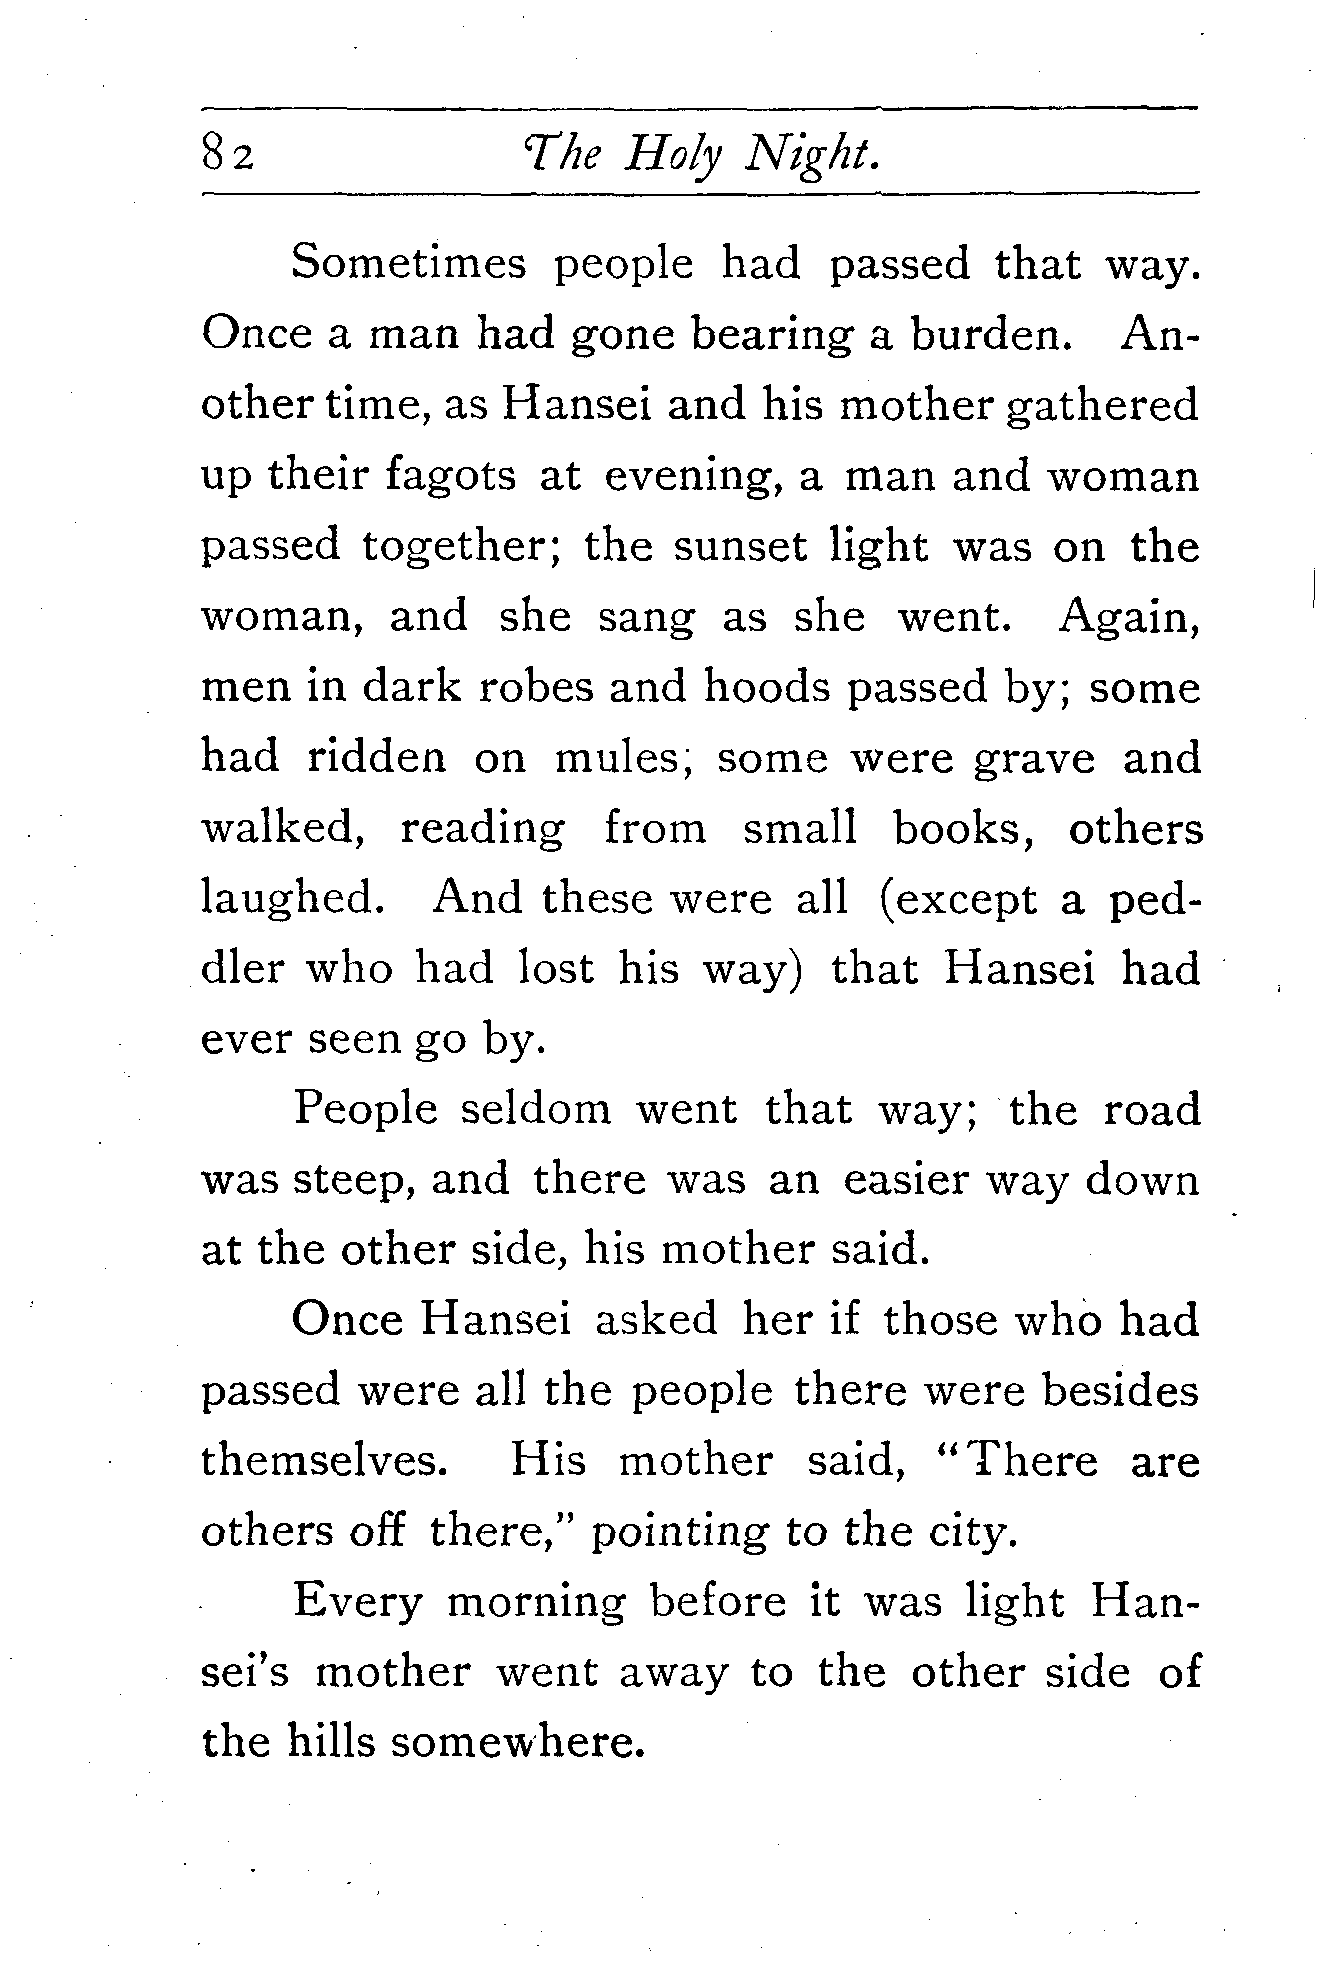 82 The Holy Night.
Sometimes people had passed that way.
Once a man had gone bearing a burden. An-
other time, as Hansei and his mother gathered
up their fagots at evening, a man and woman
passed together; the sunset light was on the
woman, and she sang as she went. Again,
men in dark robes and hoods passed by; some
had ridden on mules; some were grave and
walked, reading from small books, others
laughed. And these were all (except a ped-
dler who had lost his way) that Hansei had
ever seen go by.
People seldom went that way; the road
was steep, and there was an easier way down
at the other side, his mother said.
Once Hansei asked her if those who had
passed were all the people there were besides
themselves. His mother said, “There are
others off there,” pointing to the city.
Every morning before it was light Han-
sei’s mother went away to the other side of
the hills somewhere.